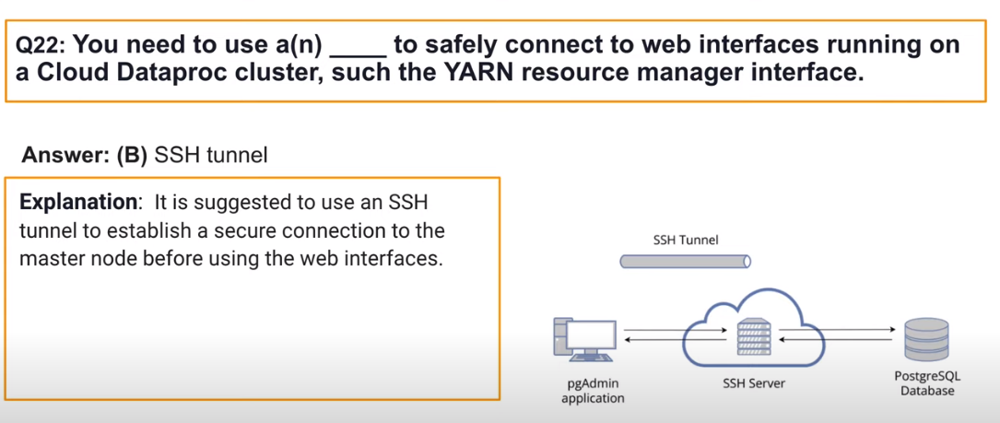 Q22: You need to use a(n) ____ to safely connect to web interfaces running on
a Cloud Dataproc cluster, such the YARN resource manager interface.
Answer: (B) SSH tunnel
Explanation: It is suggested to use an SSH
tunnel to establish a secure connection to the
master node before using the web interfaces.
SSH Tunnel
pgAdmin
application
SSH Server
PostgreSQL
Database